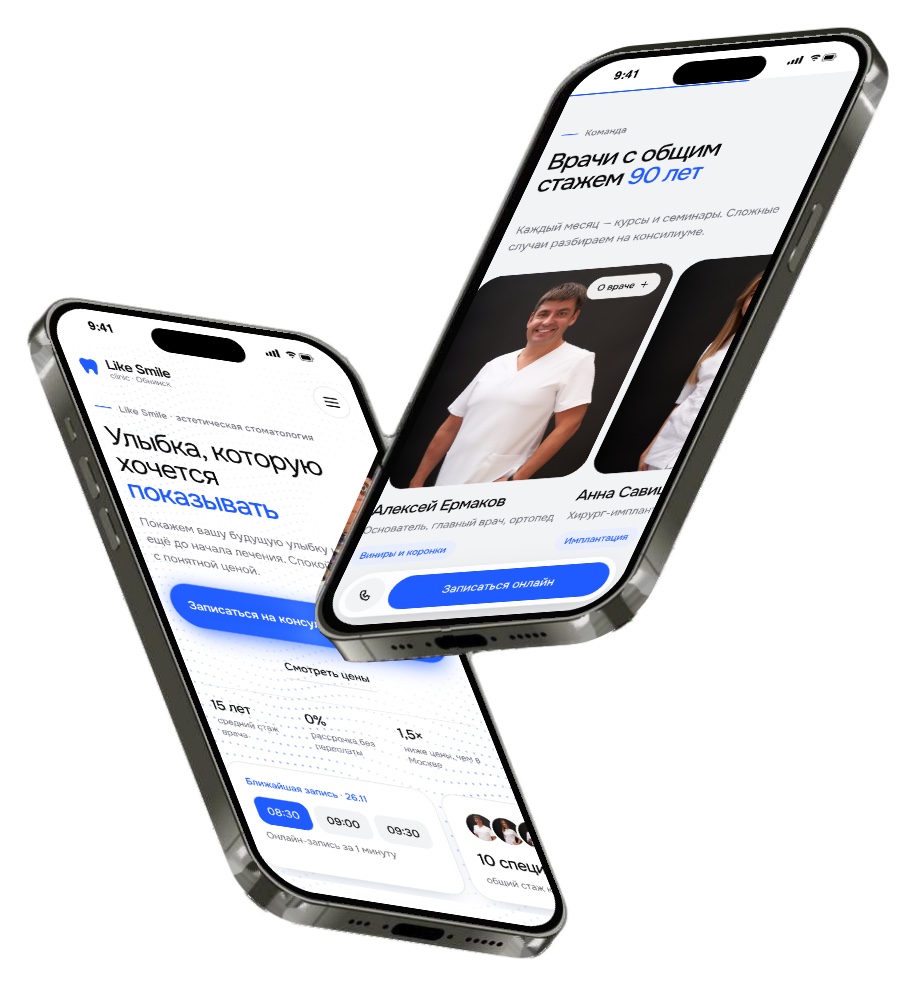 9:41
Команда
Врачи с общим
стажем 90 лет
Каждый месяц — курсы и семинары. Сложные
случаи разбираем на консилиуме.
О враче +
Алексей Ермаков
Основатель, главный врач, ортопед
Виниры и коронки
Анна Савиц
Хирург-имплант
Имплантация
Записаться онлайн
9:41
Like Smile
clinic · Обнинск
Like Smile · эстетическая стоматология
Улыбка, которую
хочется
показывать
Покажем вашу будущую улыбку
ещё до начала лечения. Спокой
с понятной ценой.
Записаться на консул
Смотреть цены
15 лет
средний стаж
врача
0%
рассрочка без
переплаты
1,5×
ниже цены, чем в
Москве
Ближайшая запись · 26.11
08:30
09:00
09:30
Онлайн-запись за 1 минуту
10 специ
общий стаж